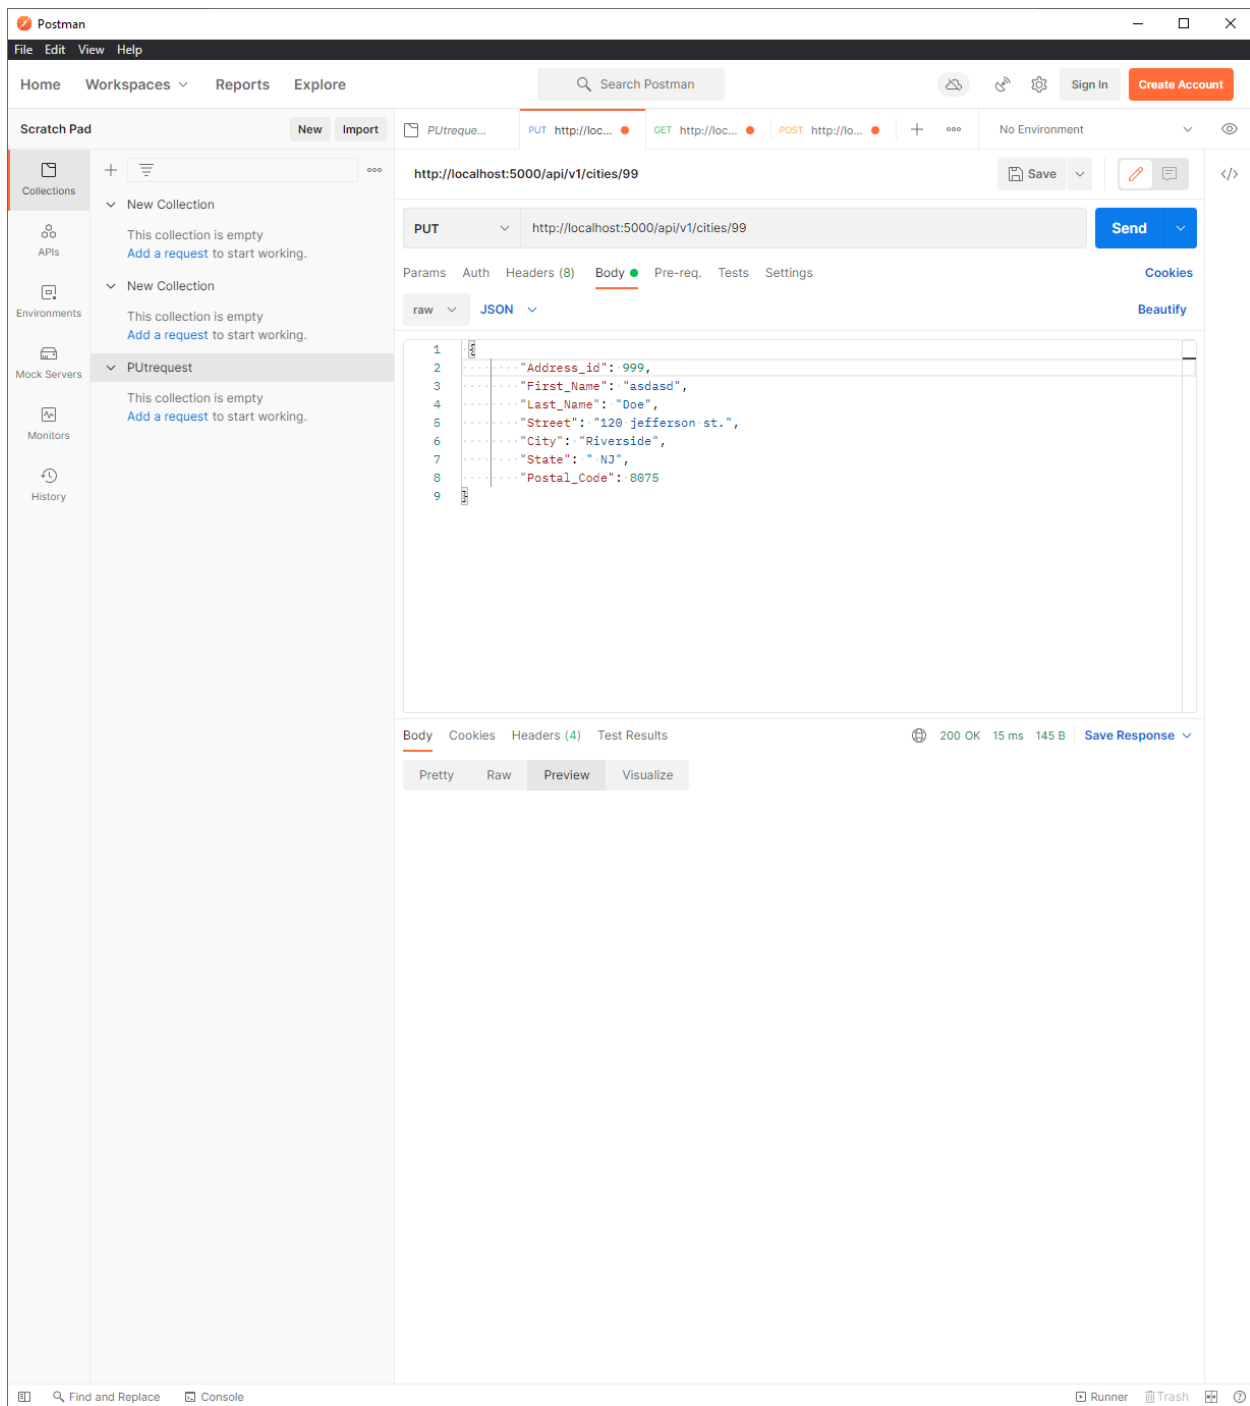 Postman
File Edit View Help
Home Workspaces Reports Explore
Search Postman
Sign In
Create Account
Scratch Pad
New
Import
PUtreque...
PUT http://loc...
GET http://loc...
POST http://lo...
No Environment
Collections
APIs
Environments
Mock Servers
Monitors
History
New Collection
This collection is empty
Add a request to start working.
New Collection
This collection is empty
Add a request to start working.
PUtrequest
This collection is empty
Add a request to start working.
http://localhost:5000/api/v1/cities/99
Save
</>
PUT
http://localhost:5000/api/v1/cities/99
Send
Params Auth Headers (8) Body Pre-req. Tests Settings
Cookies
raw
JSON
Beautify
1 {
2 "Address_id": 999,
3 "First_Name": "asdasd",
4 "Last_Name": "Doe",
5 "Street": "120 jefferson st.",
6 "City": "Riverside",
7 "State": " NJ",
8 "Postal_Code": 8075
9 }
Body Cookies Headers (4) Test Results
200 OK 15 ms 145 B Save Response
Pretty Raw Preview Visualize
Find and Replace Console
Runner Trash